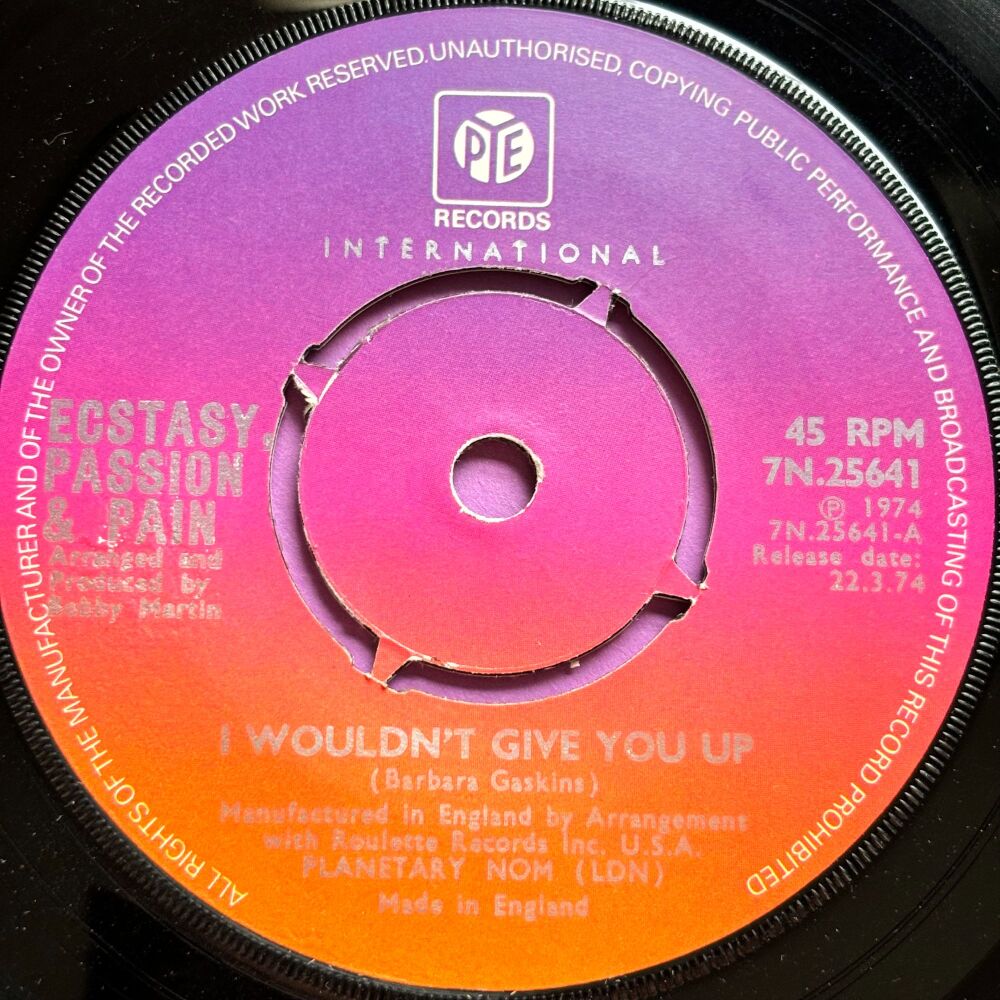 ALL RIGHTS OF THE MANUFACTURER AND OF THE OWNER OF THE RECORDED WORK RESERVED. UNAUTHORISED, COPYING PUBLIC PERFORMANCE AND BROADCASTING OF THIS RECORD PROHIBITED
PYE
RECORDS
INTERNATIONAL
ECSTASY,
PASSION
& PAIN
Arranged and
Produced by
Bobby Martin
45 RPM
7N.25641
℗ 1974
7N.25641-A
Release date:
22.3.74
I WOULDN'T GIVE YOU UP
(Barbara Gaskins)
Manufactured in England by Arrangement
with Roulette Records Inc. U.S.A.
PLANETARY NOM (LDN)
Made in England